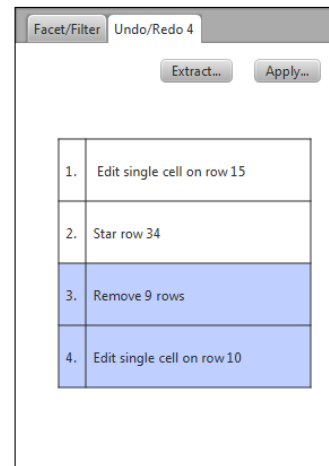 Facet/Filter Undo/Redo 4
Extract... Apply...
1. Edit single cell on row 15
2. Star row 34
3. Remove 9 rows
4. Edit single cell on row 10